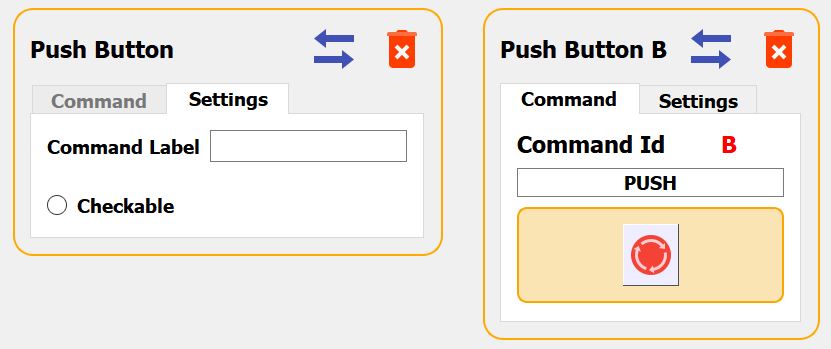 Push Button
Command Settings
Command Label
Checkable
Push Button B
Command Settings
Command Id B
PUSH